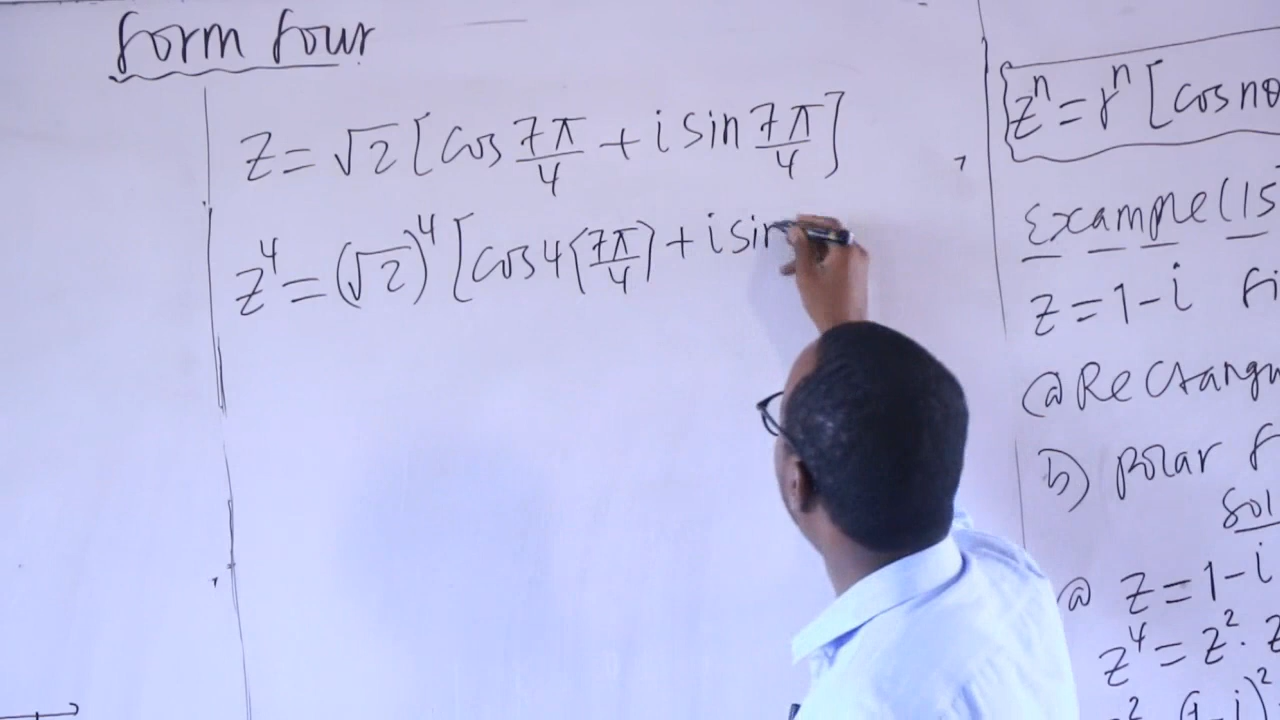 Form Four
z = √2 [cos 7π/4 + i sin 7π/4]
z⁴ = (√2)⁴ [cos 4(7π/4) + i sin
zⁿ = rⁿ [cos nθ
Example (15
z = 1 - i Fi
(a) Rectangu
b) Polar F
Sol
(a) z = 1 - i
z⁴ = z² · z